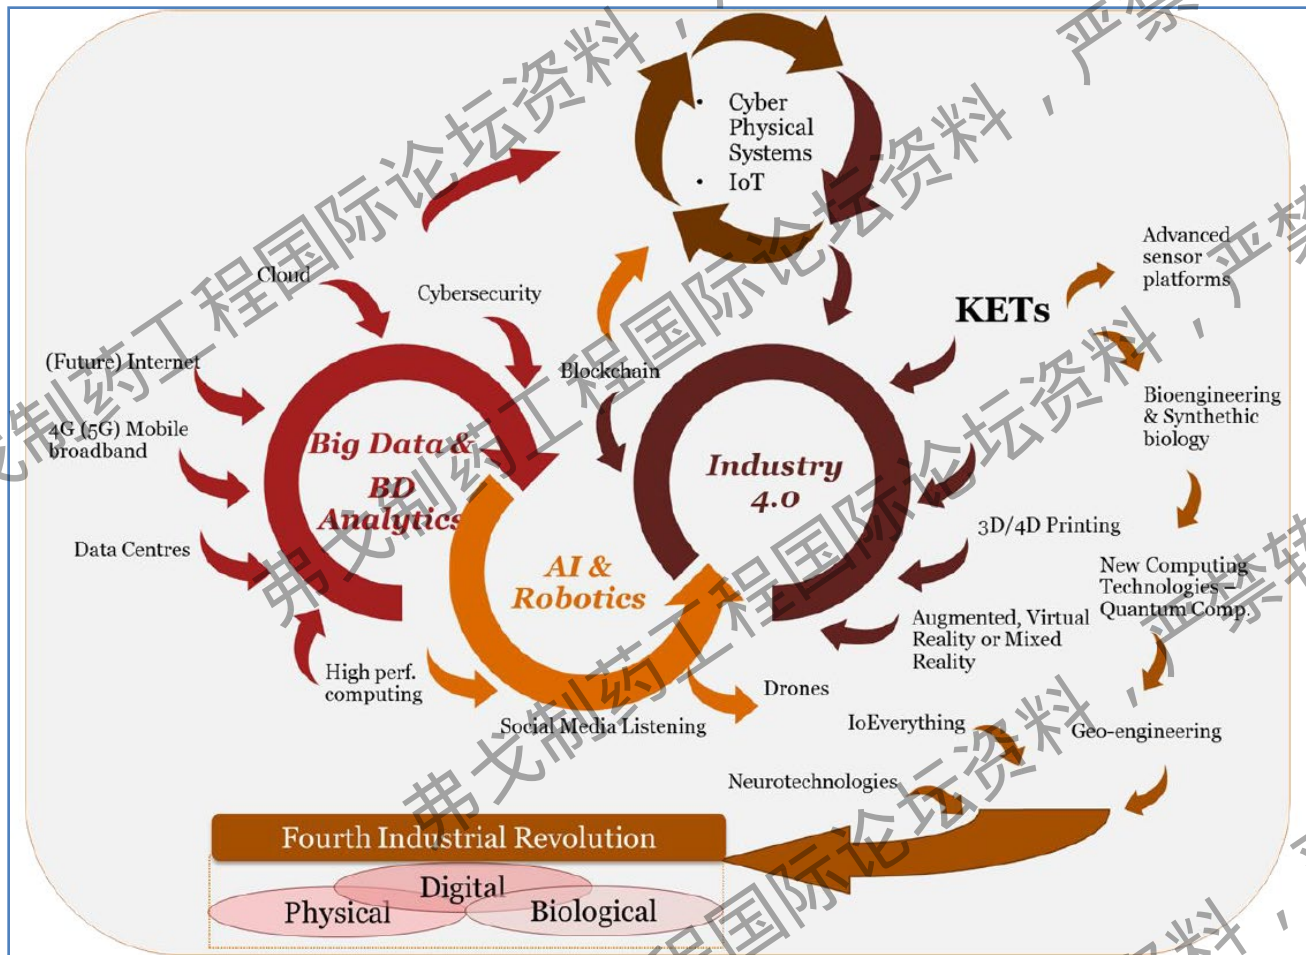 • Cyber
Physical
Systems
• IoT
Advanced
sensor
platforms
Cloud
Cybersecurity
KETs
(Future) Internet
Blockchain
Bioengineering
& Synthethic
biology
4G (5G) Mobile
broadband
Big Data &
BD
Analytics
Industry
4.0
Data Centres
3D/4D Printing
AI &
Robotics
New Computing
Technologies –
Quantum Comp.
Augmented, Virtual
Reality or Mixed
Reality
High perf.
computing
Drones
Social Media Listening
IoEverything
Geo-engineering
Neurotechnologies
Fourth Industrial Revolution
Digital
Physical
Biological
弗戈制药工程国际论坛资料，
弗戈制药工程国际论坛资料，严禁
弗戈制药工程国际论坛资料，严禁转